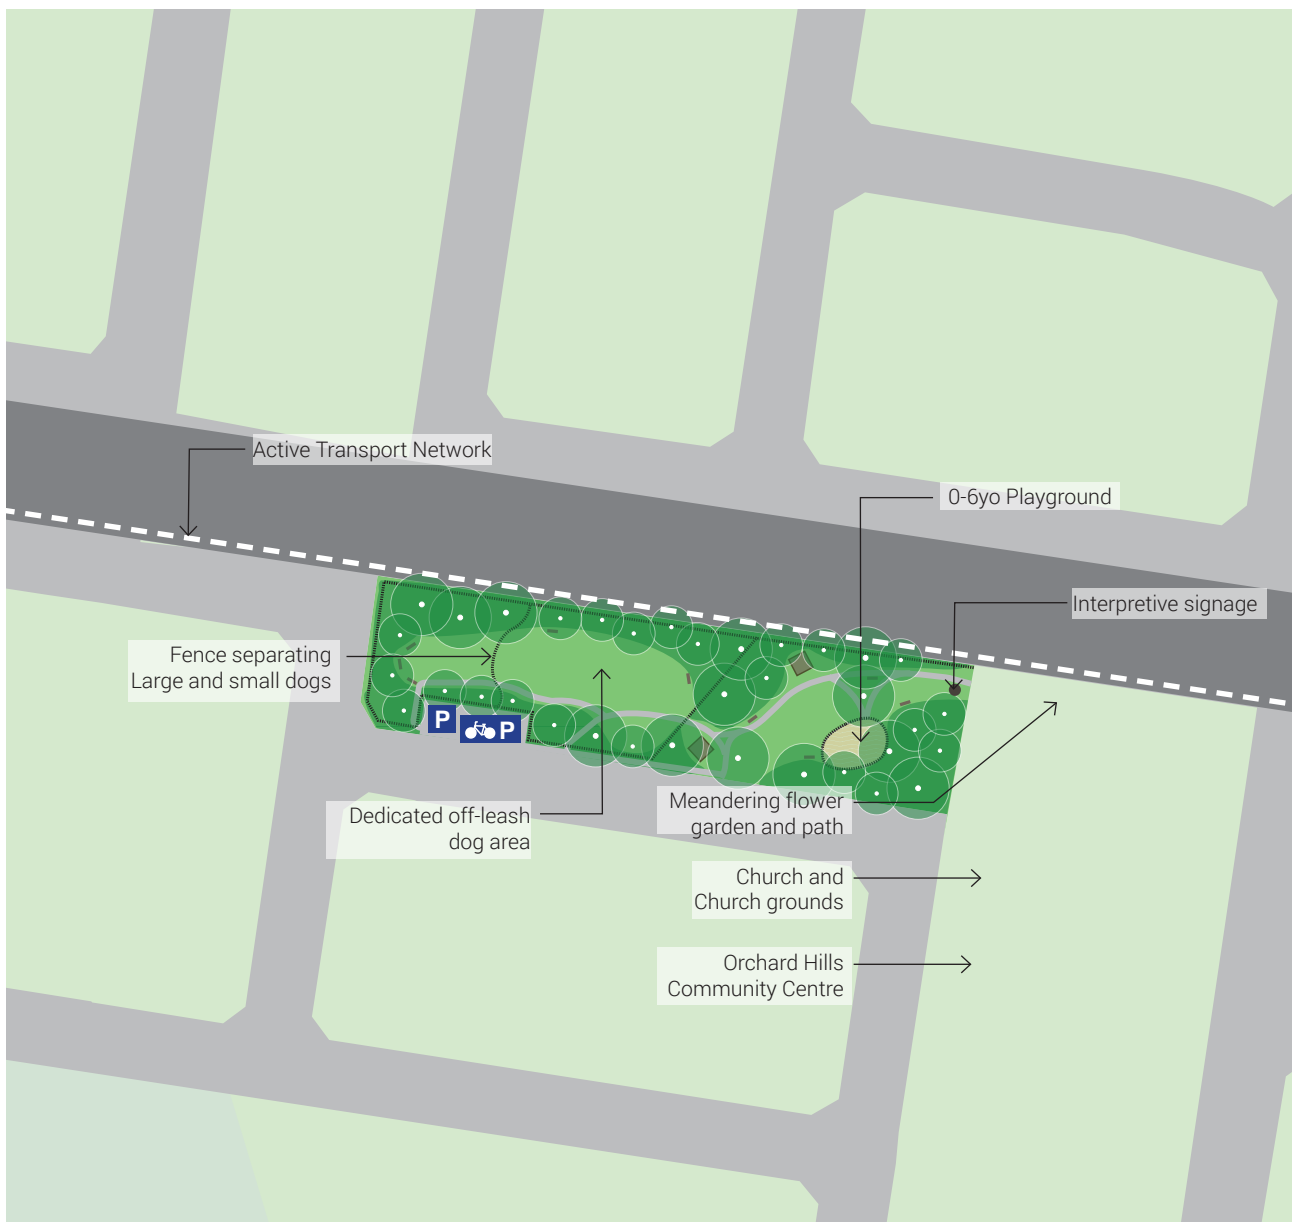 Active Transport Network
0-6yo Playground
Interpretive signage
Fence separating
Large and small dogs
P
P
Dedicated off-leash
dog area
Meandering flower
garden and path
Church and
Church grounds
Orchard Hills
Community Centre